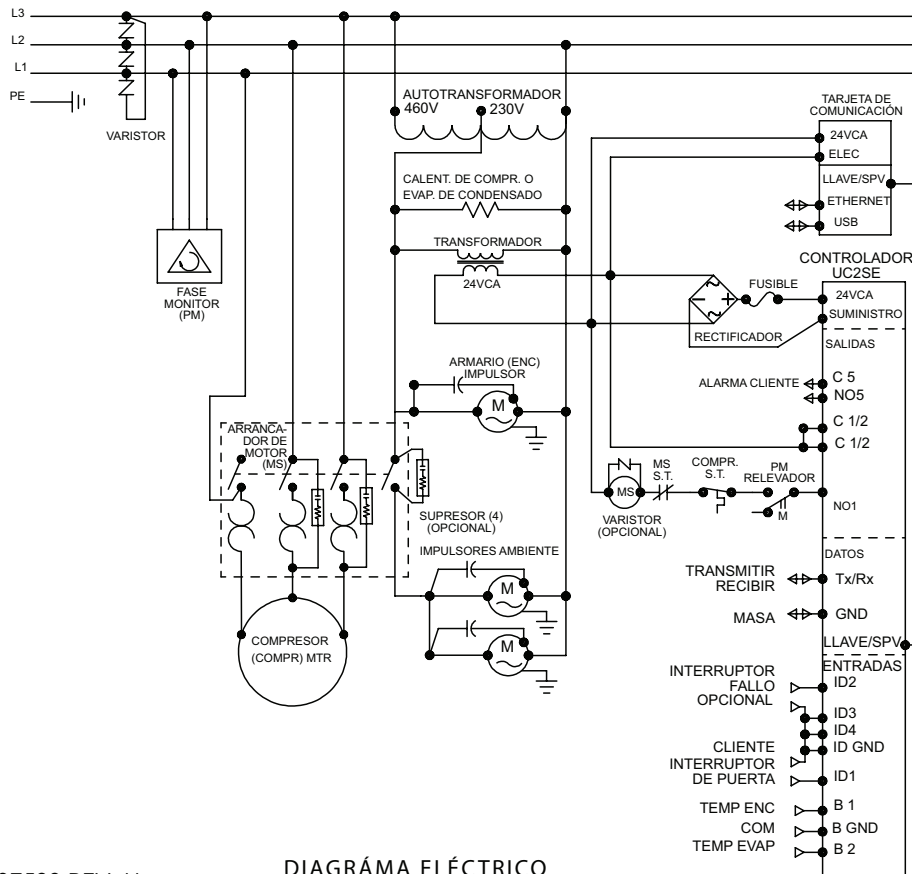 L3
L2
L1
PE
VARISTOR
FASE
MONITOR
(PM)
AUTOTRANSFORMADOR
460V 230V
CALENT. DE COMPR. O
EVAP. DE CONDENSADO
TRANSFORMADOR
24VCA
TARJETA DE
COMUNICACIÓN
24VCA
ELEC
LLAVE/SPV
ETHERNET
USB
CONTROLADOR
UC2SE
FUSIBLE
RECTIFICADOR
24VCA
SUMINISTRO
SALIDAS
ALARMA CLIENTE
C 5
NO5
C 1/2
C 1/2
ARMARIO (ENC)
IMPULSOR
M
ARRANCA-
DOR DE
MOTOR
(MS)
SUPRESOR (4)
(OPCIONAL)
MS
VARISTOR
(OPCIONAL)
MS
S.T.
COMPR.
S.T.
PM
RELEVADOR
M
NO1
IMPULSORES AMBIENTE
M
M
COMPRESOR
(COMPR) MTR
DATOS
TRANSMITIR
RECIBIR
Tx/Rx
MASA
GND
LLAVE/SPV
ENTRADAS
INTERRUPTOR
FALLO
OPCIONAL
ID2
ID3
ID4
ID GND
CLIENTE
INTERRUPTOR
DE PUERTA
ID1
TEMP ENC
B 1
COM
B GND
TEMP EVAP
B 2
DIAGRÁMA ELÉCTRICO